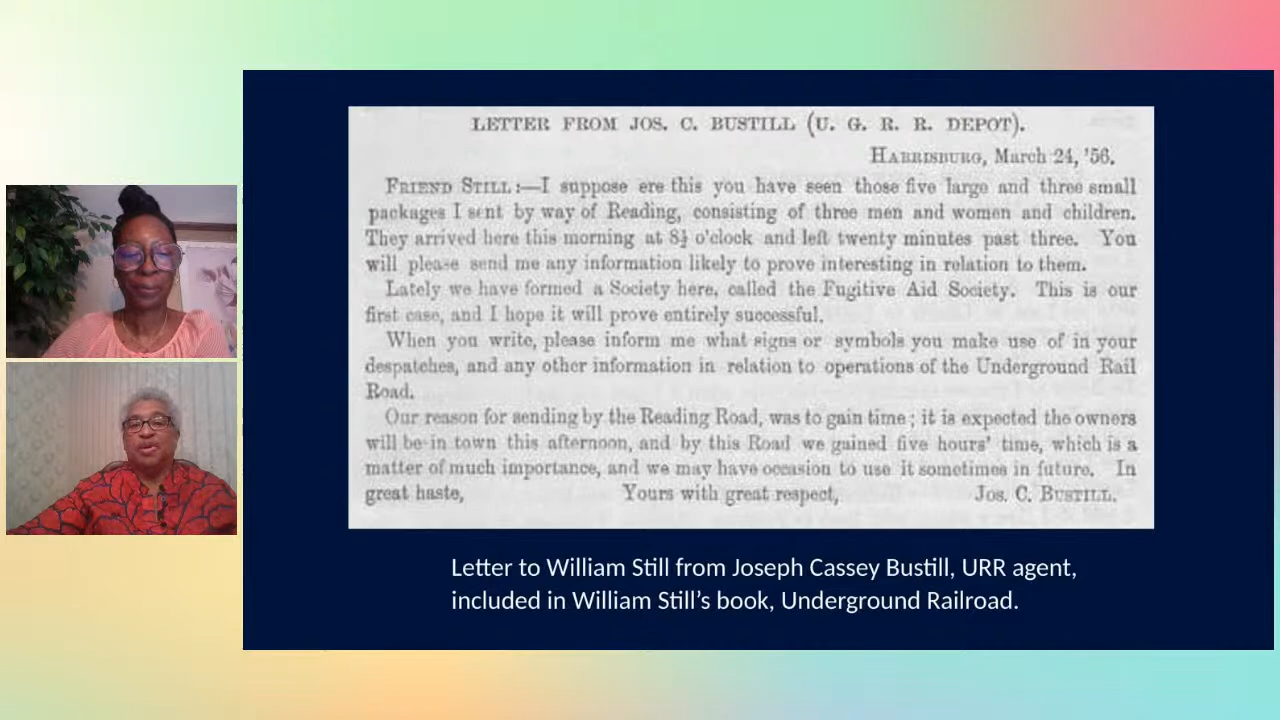 LETTER FROM JOS. C. BUSTILL (U. G. R. R. DEPOT).
HARRISBURG, March 24, '56.
FRIEND STILL:—I suppose ere this you have seen those five large and three small
packages I sent by way of Reading, consisting of three men and women and children.
They arrived here this morning at 8½ o'clock and left twenty minutes past three. You
will please send me any information likely to prove interesting in relation to them.
Lately we have formed a Society here, called the Fugitive Aid Society. This is our
first case, and I hope it will prove entirely successful.
When you write, please inform me what signs or symbols you make use of in your
despatches, and any other information in relation to operations of the Underground Rail
Road.
Our reason for sending by the Reading Road, was to gain time; it is expected the owners
will be in town this afternoon, and by this Road we gained five hours' time, which is a
matter of much importance, and we may have occasion to use it sometimes in future. In
great haste, Yours with great respect, JOS. C. BUSTILL.
Letter to William Still from Joseph Cassey Bustill, URR agent,
included in William Still’s book, Underground Railroad.